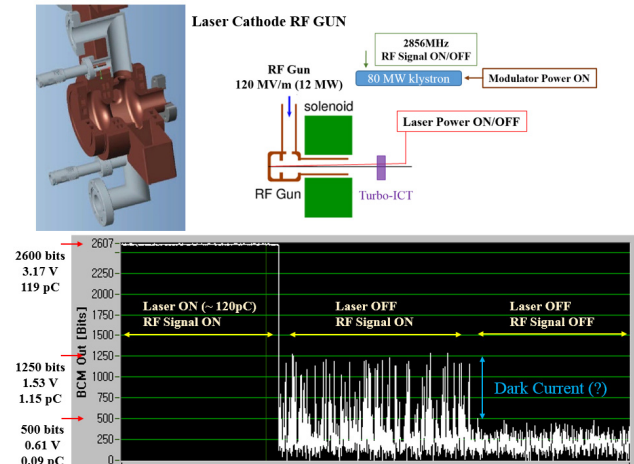 Laser Cathode RF GUN
2856MHz
RF Signal ON/OFF
80 MW klystron
Modulator Power ON
RF Gun
120 MV/m (12 MW)
solenoid
Laser Power ON/OFF
RF Gun
Turbo-ICT
2600 bits
3.17 V
119 pC
1250 bits
1.53 V
1.15 pC
500 bits
0.61 V
0.09 pC
BCM Out [Bits]
2607
2250
2000
1750
1500
1250
1000
750
500
250
0
Laser ON (~ 120pC)
RF Signal ON
Laser OFF
RF Signal ON
Laser OFF
RF Signal OFF
Dark Current (?)